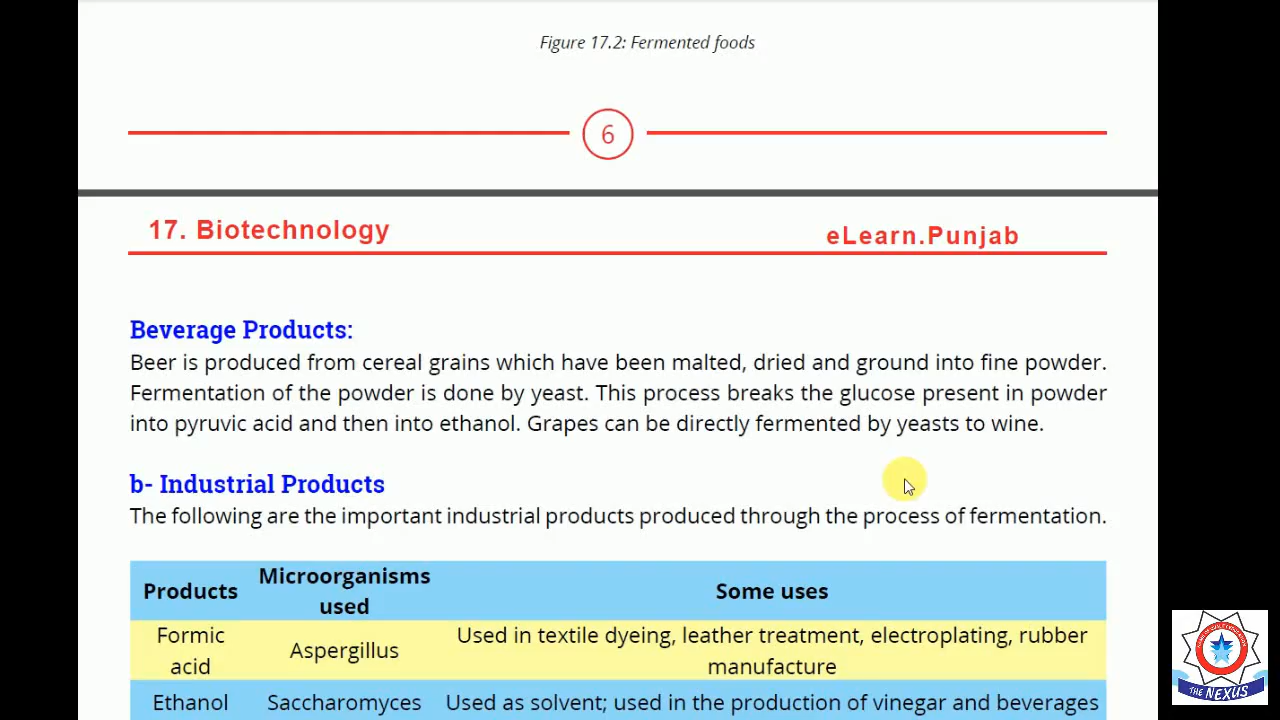 Figure 17.2: Fermented foods
6
17. Biotechnology
eLearn.Punjab
Beverage Products:
Beer is produced from cereal grains which have been malted, dried and ground into fine powder.
Fermentation of the powder is done by yeast. This process breaks the glucose present in powder
into pyruvic acid and then into ethanol. Grapes can be directly fermented by yeasts to wine.
b- Industrial Products
The following are the important industrial products produced through the process of fermentation.
Products
Microorganisms
used
Some uses
Formic
acid
Aspergillus
Used in textile dyeing, leather treatment, electroplating, rubber
manufacture
Ethanol
Saccharomyces
Used as solvent; used in the production of vinegar and beverages
THE NEXUS